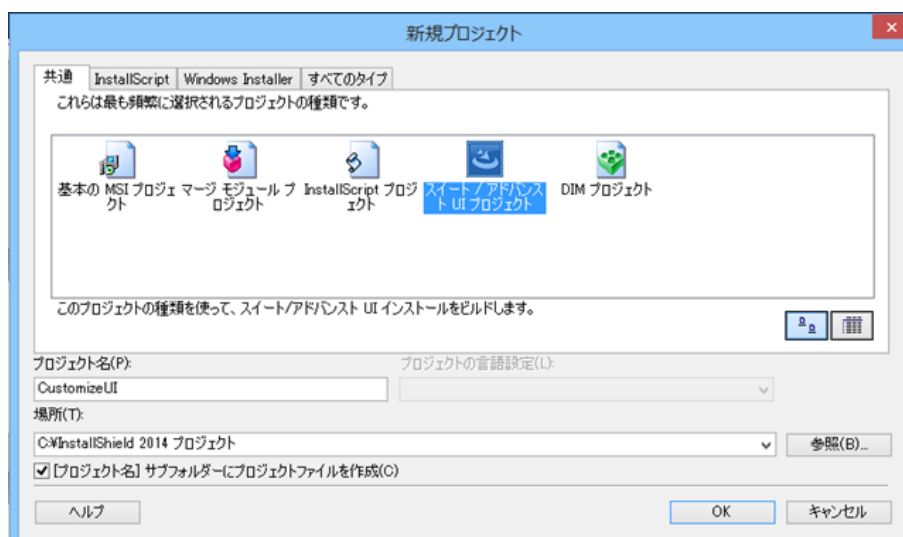 新規プロジェクト
共通 InstallScript Windows Installer すべてのタイプ
これらは最も頻繁に選択されるプロジェクトの種類です。
基本の MSI プロジェ マージ モジュール プ InstallScript プロジ スイート / アドバンス DIM プロジェクト
クト ロジェクト ェクト ト UI プロジェクト
このプロジェクトの種類を使って、スイート/アドバンスト UI インストールをビルドします。
プロジェクト名(P): プロジェクトの言語設定(L):
CustomizeUI
場所(T):
C:¥InstallShield 2014 プロジェクト 参照(B)...
[プロジェクト名] サブフォルダーにプロジェクトファイルを作成(C)
ヘルプ OK キャンセル